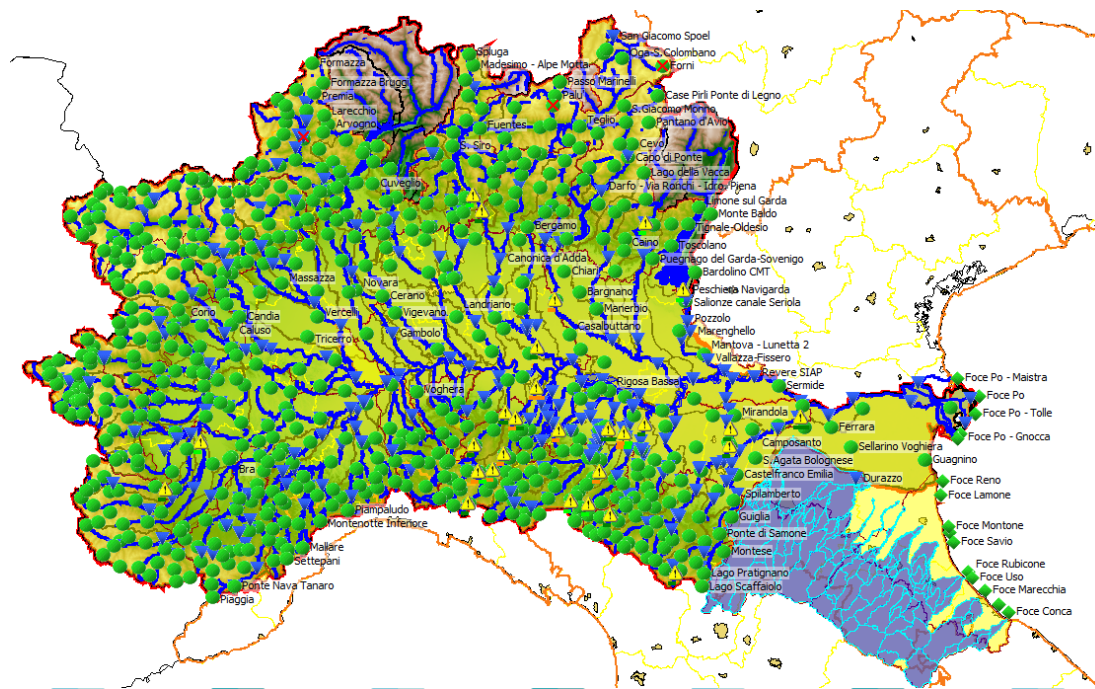 San Giacomo Spoel
Spluga
Oga-S.Colombano
Formazza
Madesimo - Alpe Motta
Forni
Formazza Bruggi
Passo Marinelli
Premia
Palu
Case Pirli Ponte di Legno
Larecchio
S.Giacomo Monno
Arvogno
Fuentes
Teglio
Pantano d'Avio
S. Siro
Cevo
Capo di Ponte
Lago della Vacca
Cuveglio
Darfo - Via Ronchi - Idro. Piena
Limone sul Garda
Monte Baldo
Bergamo
Tignale-Oldesio
Caino
Toscolano
Canonica d'Adda
Puegnago del Garda-Sovenigo
Chiari
Bardolino CMT
Massazza
Novara
Cerano
Bargnano
Peschiera Navigarda
Landriano
Salionze canale Seriola
Corio
Candia
Vercelli
Vigevano
Manerbio
Pozzolo
Caluso
Gambolo
Casalbuttano
Marenghello
Tricerro
Mantova - Lunetta 2
Vallazza-Fissero
Revere SIAP
Foce Po - Maistra
Voghera
Rigosa Bassa
Sermide
Foce Po
Mirandola
Foce Po - Tolle
Ferrara
Camposanto
Sellarino Voghiera
Foce Po - Gnocca
Bra
S.Agata Bolognese
Guagnino
Castelfranco Emilia
Durazzo
Foce Reno
Spilamberto
Foce Lamone
Piampaludo
Guiglia
Montenotte Inferiore
Foce Montone
Ponte di Samone
Foce Savio
Mallare
Montese
Settepani
Foce Rubicone
Lago Pratignano
Foce Uso
Ponte Nava Tanaro
Lago Scaffaiolo
Foce Marecchia
Piaggia
Foce Conca